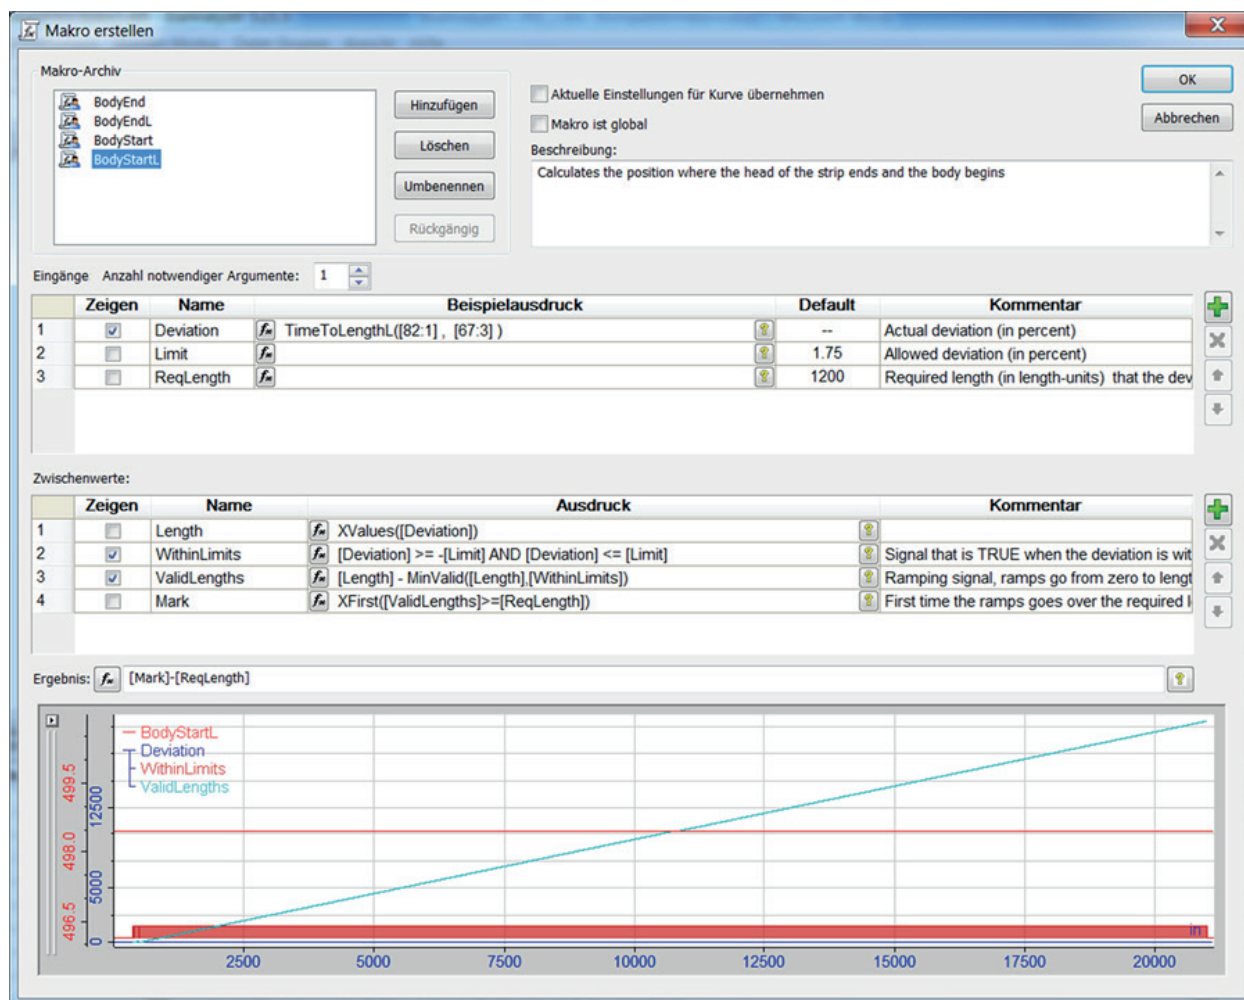 Makro erstellen
Makro-Archiv
BodyEnd
BodyEndL
BodyStart
BodyStartL
Hinzufügen
Löschen
Umbenennen
Rückgängig
Aktuelle Einstellungen für Kurve übernehmen
Makro ist global
Beschreibung:
Calculates the position where the head of the strip ends and the body begins
OK
Abbrechen
Eingänge Anzahl notwendiger Argumente: 1
Zeigen Name Beispielausdruck Default Kommentar
1 Deviation TimeToLengthL([82:1] , [67:3] ) -- Actual deviation (in percent)
2 Limit 1.75 Allowed deviation (in percent)
3 ReqLength 1200 Required length (in length-units) that the dev
Zwischenwerte:
Zeigen Name Ausdruck Kommentar
1 Length XValues([Deviation])
2 WithinLimits [Deviation] >= -[Limit] AND [Deviation] <= [Limit] Signal that is TRUE when the deviation is wit
3 ValidLengths [Length] - MinValid([Length],[WithinLimits]) Ramping signal, ramps go from zero to lengt
4 Mark XFirst([ValidLengths]>=[ReqLength]) First time the ramps goes over the required l
Ergebnis: [Mark]-[ReqLength]
BodyStartL
Deviation
WithinLimits
ValidLengths
499.5
498.0
496.5
12500
5000
0
in
2500 5000 7500 10000 12500 15000 17500 20000